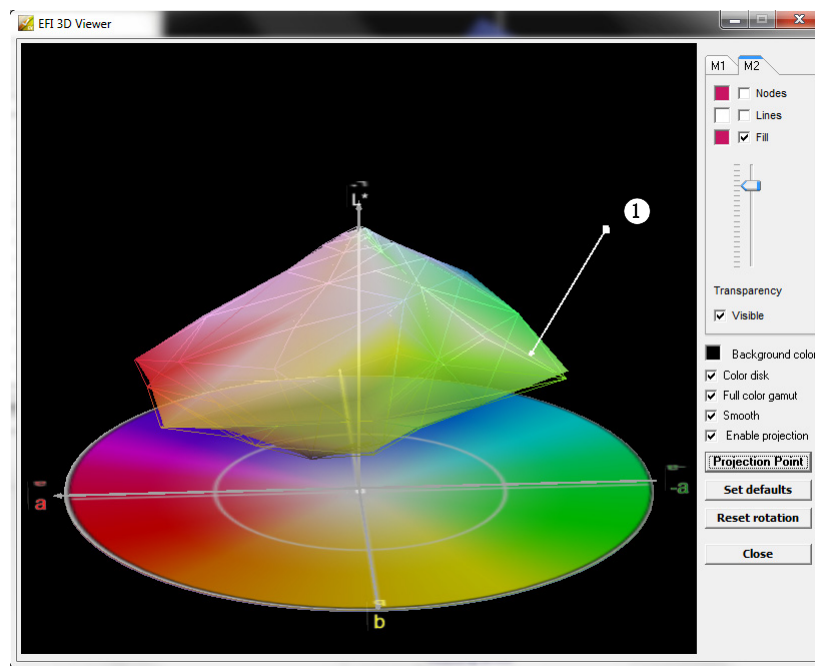 EFI 3D Viewer
M1 M2
Nodes
Lines
Fill
L*
1
Transparency
Visible
Background color
Color disk
Full color gamut
Smooth
Enable projection
Projection Point
Set defaults
Reset rotation
Close
a
-a
b